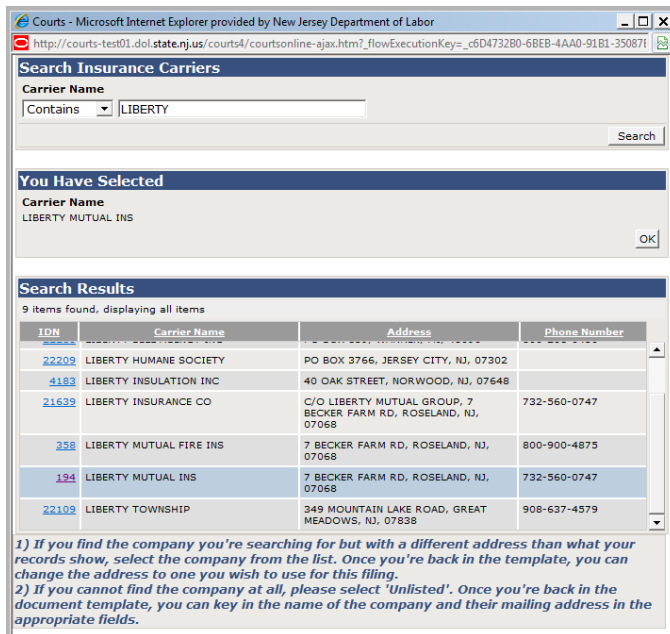 Courts - Microsoft Internet Explorer provided by New Jersey Department of Labor
http://courts-test01.dol.state.nj.us/courts4/courtsonline-ajax.htm?_flowExecutionKey=_c6D4732B0-6BEB-4AA0-91B1-35087E
Search Insurance Carriers
Carrier Name
Contains LIBERTY
Search
You Have Selected
Carrier Name
LIBERTY MUTUAL INS
OK
Search Results
9 items found, displaying all items
IDN Carrier Name Address Phone Number
22209 LIBERTY HUMANE SOCIETY PO BOX 3766, JERSEY CITY, NJ, 07302
4183 LIBERTY INSULATION INC 40 OAK STREET, NORWOOD, NJ, 07648
21639 LIBERTY INSURANCE CO C/O LIBERTY MUTUAL GROUP, 7 732-560-0747
BECKER FARM RD, ROSELAND, NJ,
07068
358 LIBERTY MUTUAL FIRE INS 7 BECKER FARM RD, ROSELAND, NJ, 800-900-4875
07068
194 LIBERTY MUTUAL INS 7 BECKER FARM RD, ROSELAND, NJ, 732-560-0747
07068
22109 LIBERTY TOWNSHIP 349 MOUNTAIN LAKE ROAD, GREAT 908-637-4579
MEADOWS, NJ, 07838
1) If you find the company you're searching for but with a different address than what your
records show, select the company from the list. Once you're back in the template, you can
change the address to one you wish to use for this filing.
2) If you cannot find the company at all, please select 'Unlisted'. Once you're back in the
document template, you can key in the name of the company and their mailing address in the
appropriate fields.